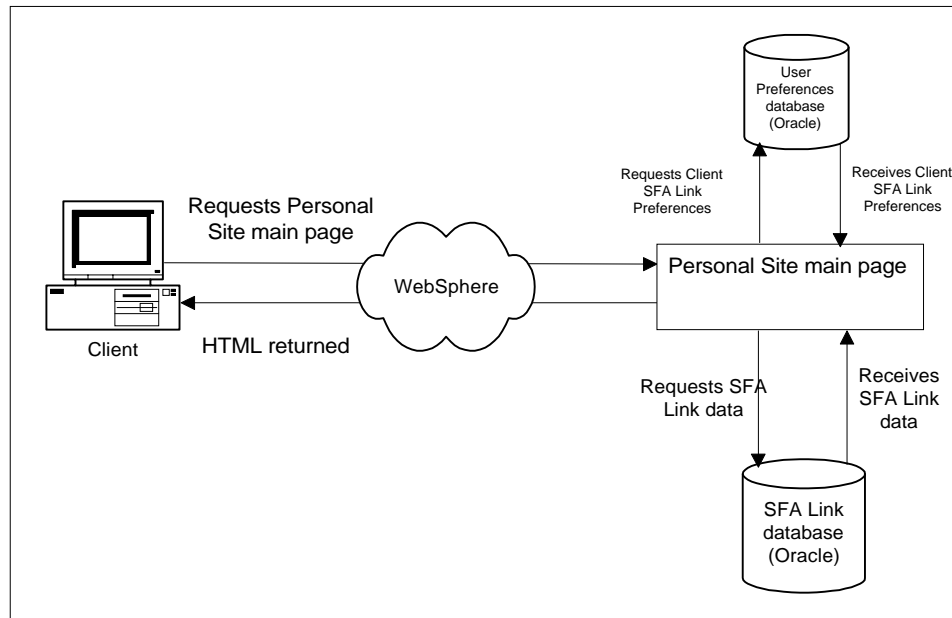 User
Preferences
database
(Oracle)
Requests Client
SFA Link
Preferences
Receives Client
SFA Link
Preferences
Requests Personal
Site main page
WebSphere
Personal Site main page
HTML returned
Client
Requests SFA
Link data
Receives
SFA Link
data
SFA Link
database
(Oracle)